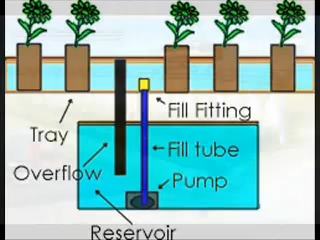 Fill Fitting
Tray
Fill tube
Overflow
Pump
Reservoir